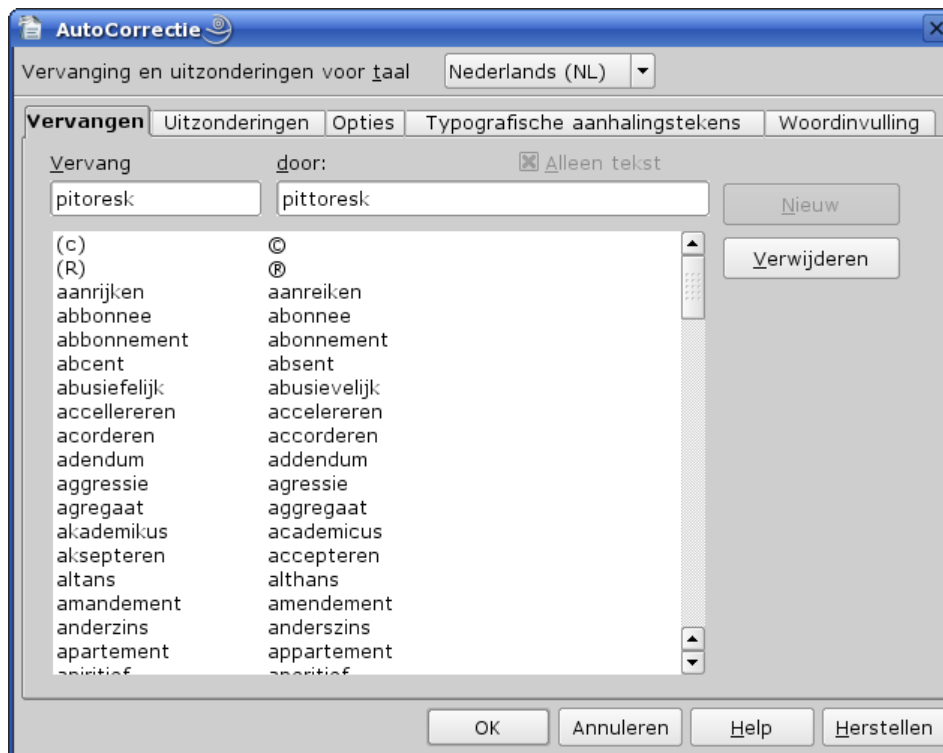 AutoCorrectie
Vervanging en uitzonderingen voor taal Nederlands (NL)
Vervangen Uitzonderingen Opties Typografische aanhalingstekens Woordinvulling
Vervang door: Alleen tekst
pitoresk pittoresk Nieuw
(c) ©
Verwijderen
(R) ®
aanrijken aanreiken
abbonnee abonnee
abbonnement abonnement
abcent absent
abusiefelijk abusievelijk
accellereren accelereren
acorderen accorderen
adendum addendum
aggressie agressie
agregaat aggregaat
akademikus academicus
aksepteren accepteren
altans althans
amandement amendement
anderzins anderszins
apartement appartement
apiritief aperitief
OK Annuleren Help Herstellen